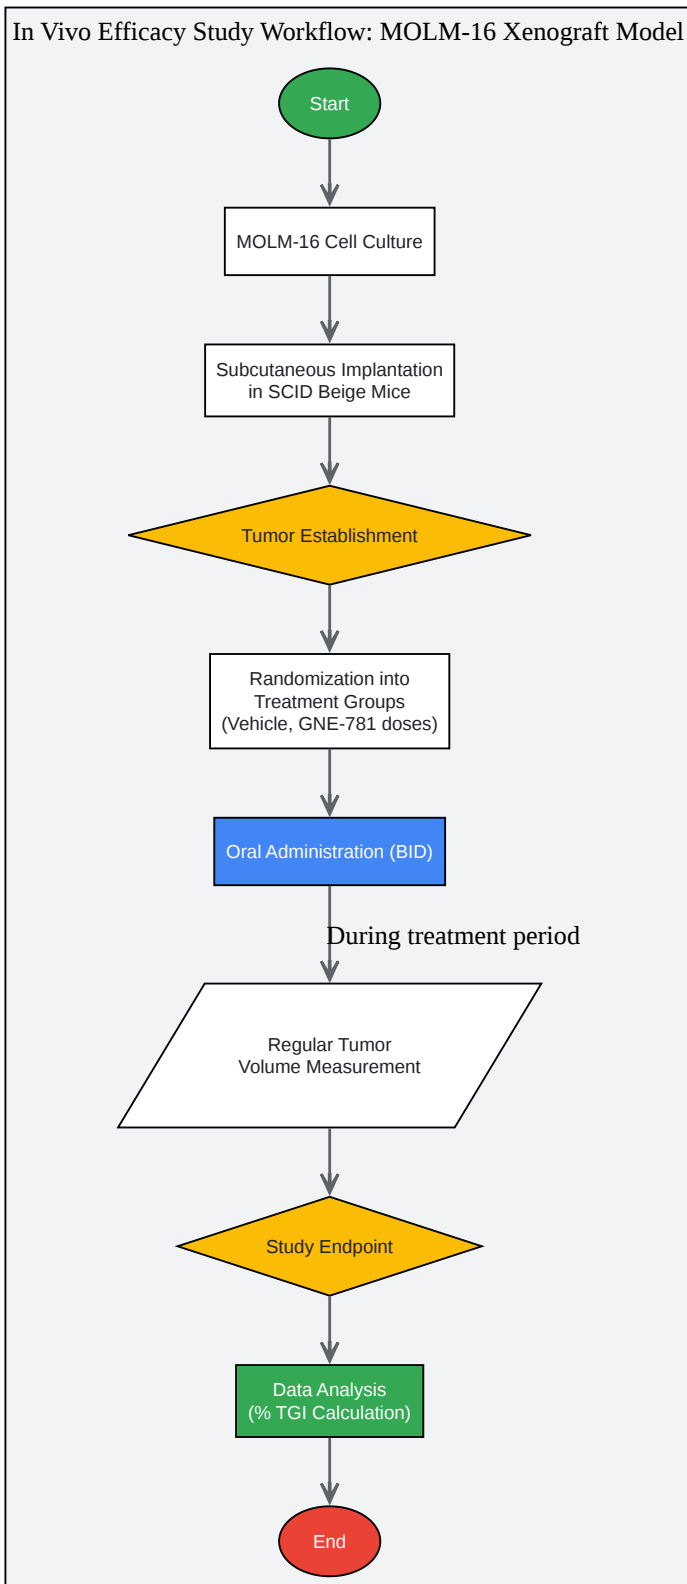 In Vivo Efficacy Study Workflow: MOLM-16 Xenograft Model
Start
MOLM-16 Cell Culture
Subcutaneous Implantation
in SCID Beige Mice
Tumor Establishment
Randomization into
Treatment Groups
(Vehicle, GNE-781 doses)
Oral Administration (BID)
During treatment period
Regular Tumor
Volume Measurement
Study Endpoint
Data Analysis
(% TGI Calculation)
End